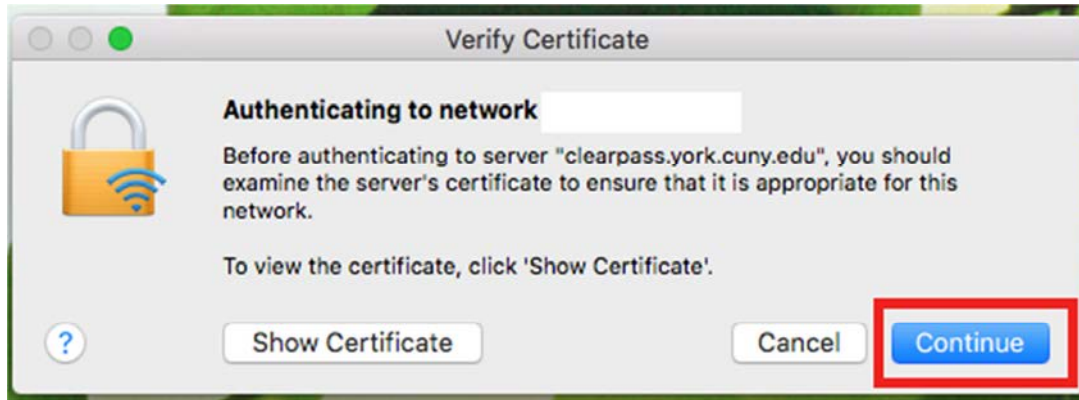 Verify Certificate
Authenticating to network
Before authenticating to server "clearpass.york.cuny.edu", you should
examine the server's certificate to ensure that it is appropriate for this
network.
To view the certificate, click 'Show Certificate'.
?
Show Certificate
Cancel
Continue